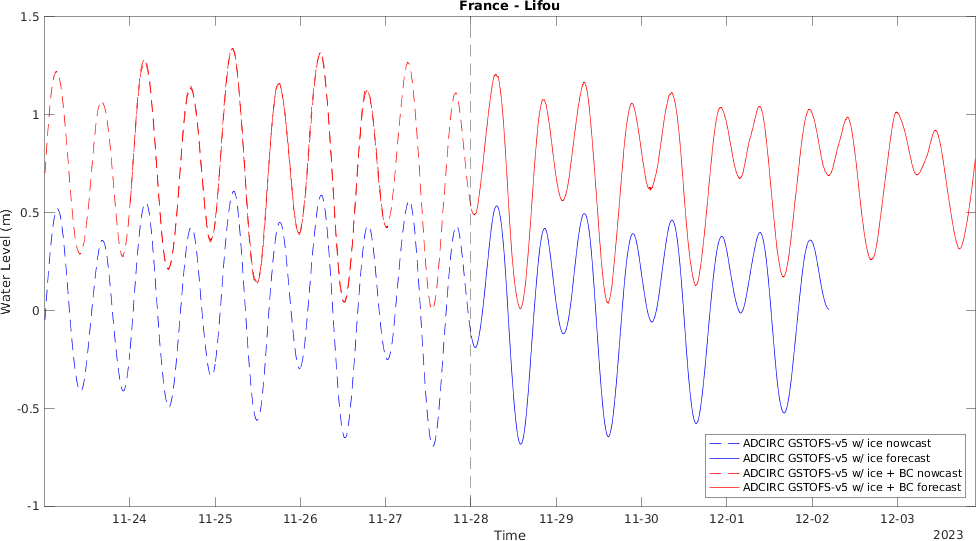 France - Lifou
1.5
1
0.5
0
-0.5
-1
Water Level (m)
11-24
11-25
11-26
11-27
11-28
11-29
11-30
12-01
12-02
12-03
Time
2023
ADCIRC GSTOFS-v5 w/ ice nowcast
ADCIRC GSTOFS-v5 w/ ice forecast
ADCIRC GSTOFS-v5 w/ ice + BC nowcast
ADCIRC GSTOFS-v5 w/ ice + BC forecast